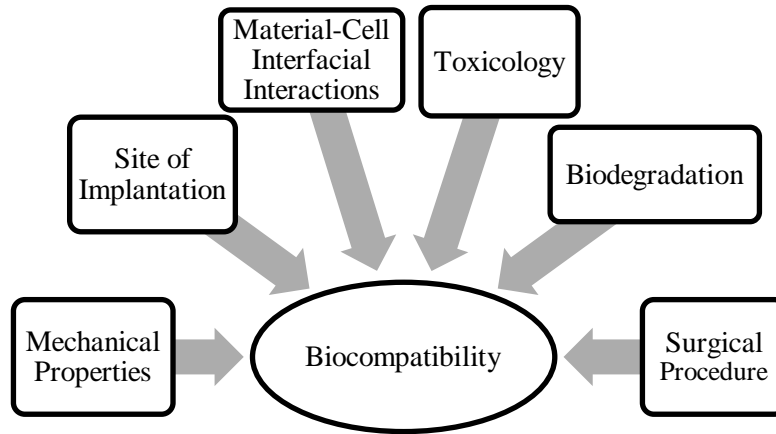 Material-Cell
Interfacial
Interactions
Toxicology
Site of
Implantation
Biodegradation
Mechanical
Properties
Biocompatibility
Surgical
Procedure